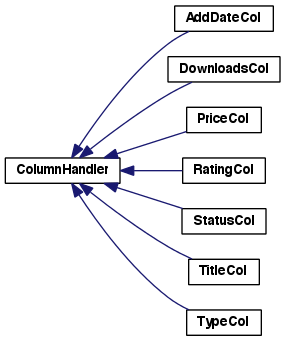 AddDateCol
DownloadsCol
PriceCol
ColumnHandler
RatingCol
StatusCol
TitleCol
TypeCol